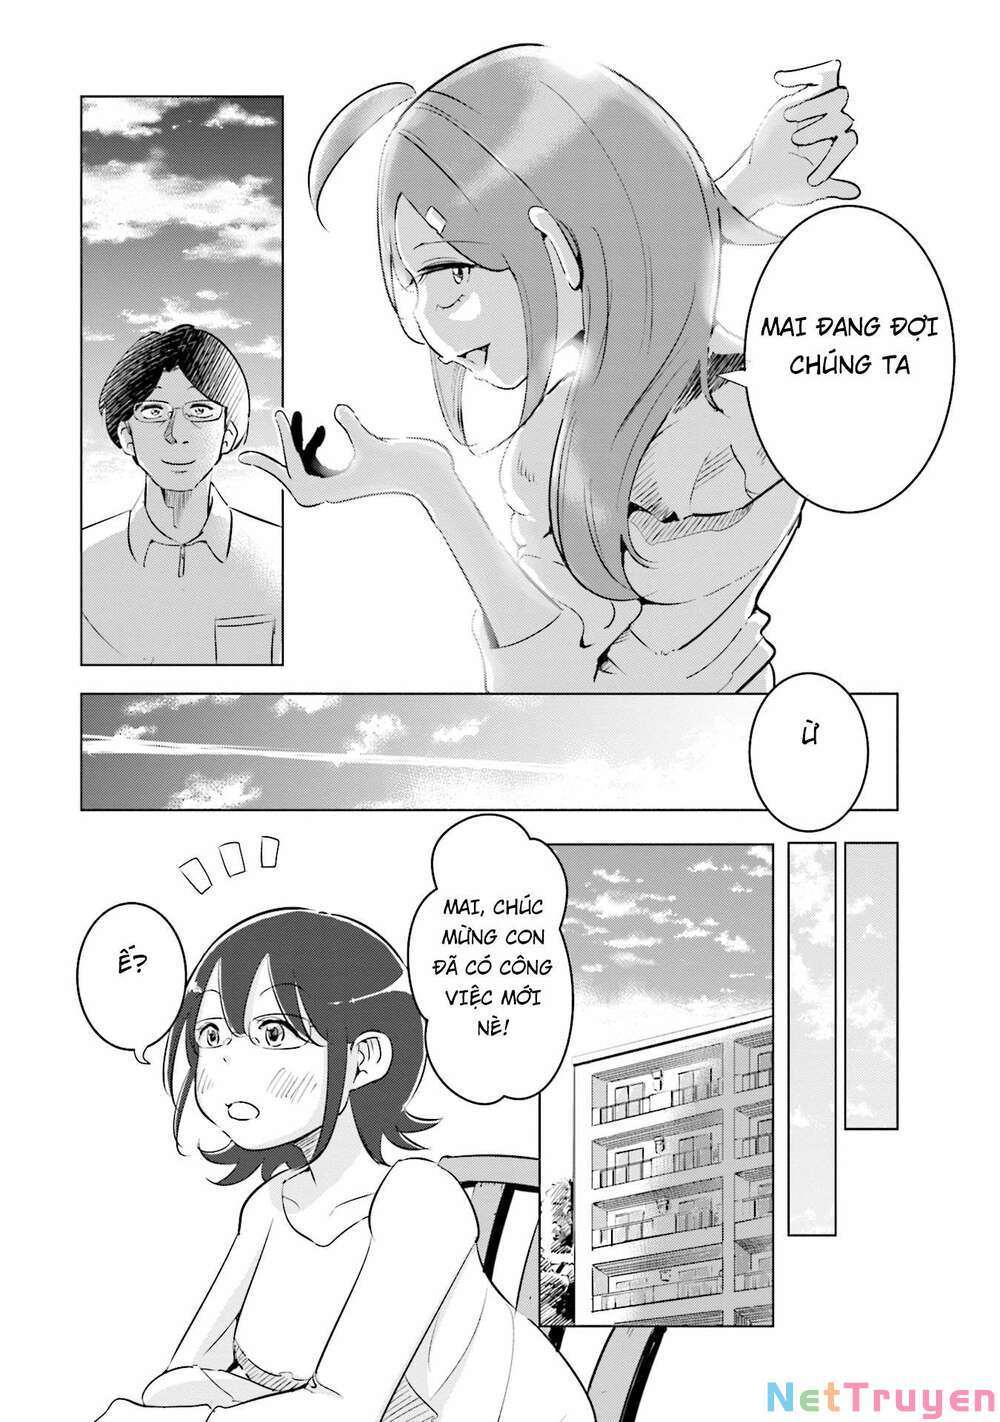 MAI ĐANG ĐỢI
CHÚNG TA
Ừ
MAI, CHÚC
MỪNG CON
ĐÃ CÓ CÔNG
VIỆC MỚI
NÈ!
Ế?
NetTruyen